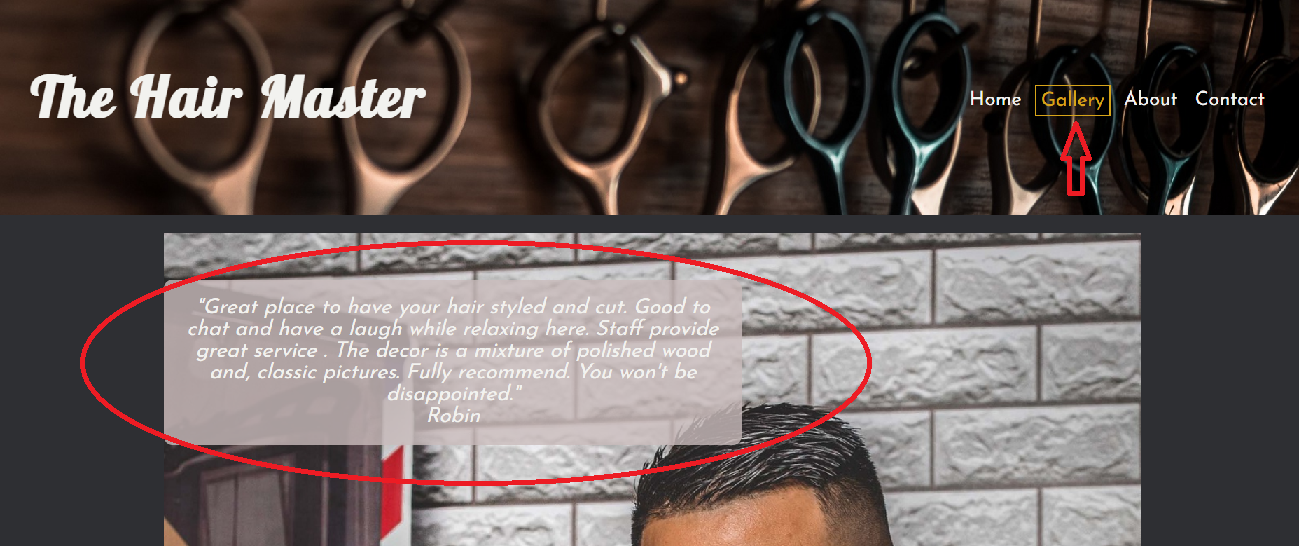 The Hair Master
Home Gallery About Contact
"Great place to have your hair styled and cut. Good to
chat and have a laugh while relaxing here. Staff provide
great service . The decor is a mixture of polished wood
and, classic pictures. Fully recommend. You won't be
disappointed."
Robin